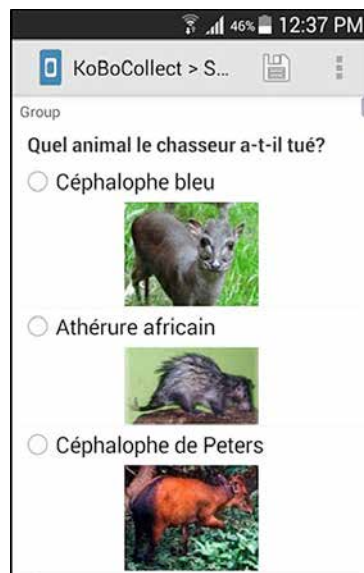 46% 12:37 PM
KoBoCollect > S...
Group
Quel animal le chasseur a-t-il tué?
Céphalophe bleu
Athérure africain
Céphalophe de Peters